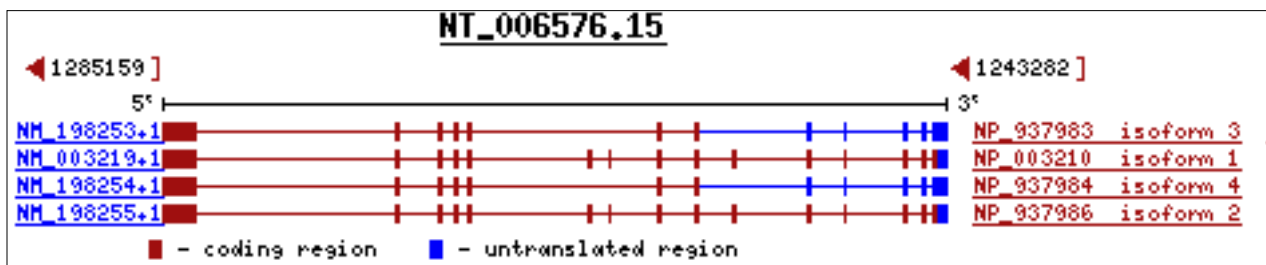 NT_006576.15
1285159] 1243282]
5' 3'
NM_198253.1 NP_937983 isoform 3
NM_003219.1 NP_003210 isoform 1
NM_198254.1 NP_937984 isoform 4
NM_198255.1 NP_937986 isoform 2
- coding region - untranslated region